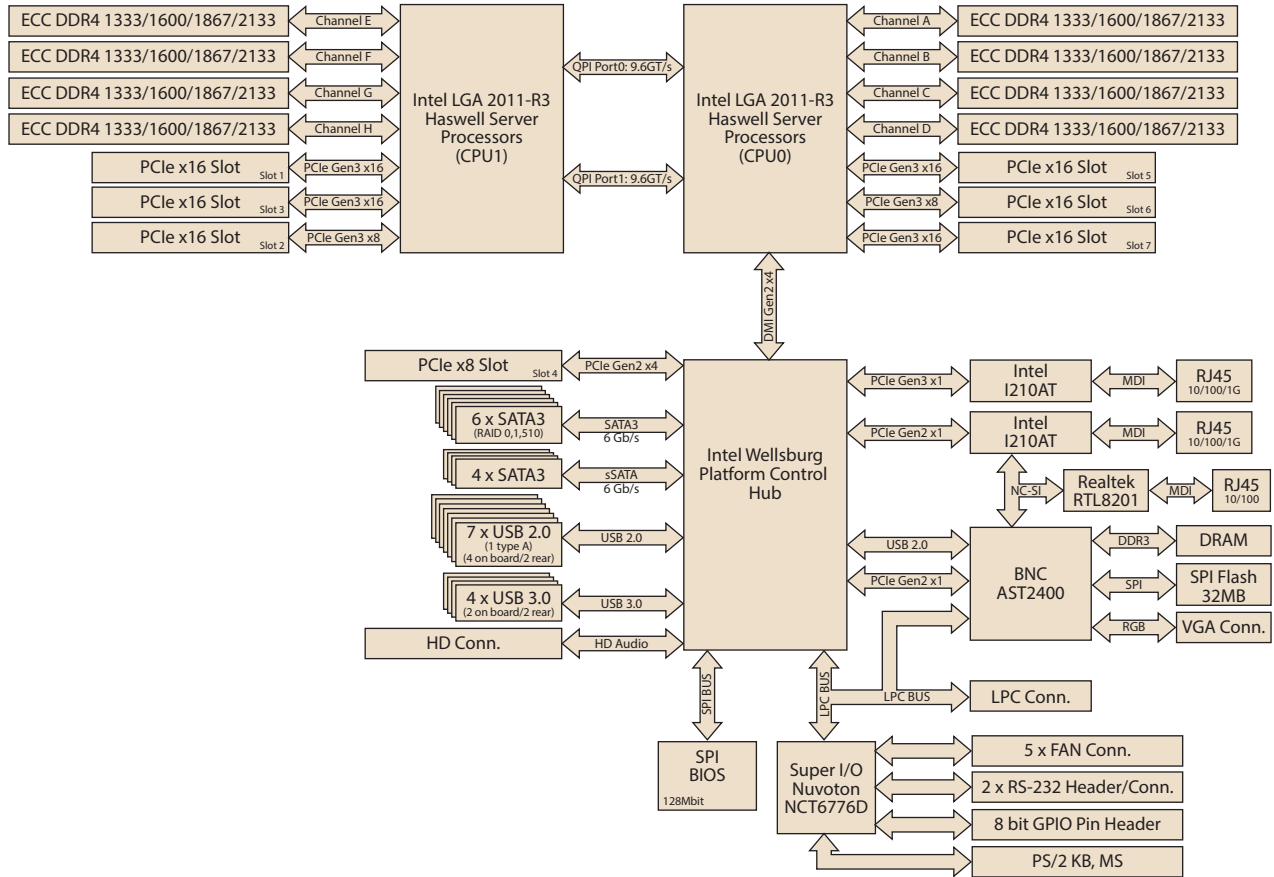 ECC DDR4 1333/1600/1867/2133
Channel E
ECC DDR4 1333/1600/1867/2133
Channel F
ECC DDR4 1333/1600/1867/2133
Channel G
ECC DDR4 1333/1600/1867/2133
Channel H
PCIe x16 Slot
Slot 1
PCIe Gen3 x16
PCIe x16 Slot
Slot 3
PCIe Gen3 x16
PCIe x16 Slot
Slot 2
PCIe Gen3 x8
Intel LGA 2011-R3
Haswell Server
Processors
(CPU1)
QPI Port0: 9.6GT/s
QPI Port1: 9.6GT/s
Intel LGA 2011-R3
Haswell Server
Processors
(CPU0)
Channel A
ECC DDR4 1333/1600/1867/2133
Channel B
ECC DDR4 1333/1600/1867/2133
Channel C
ECC DDR4 1333/1600/1867/2133
Channel D
ECC DDR4 1333/1600/1867/2133
PCIe Gen3 x16
PCIe x16 Slot
Slot 5
PCIe Gen3 x8
PCIe x16 Slot
Slot 6
PCIe Gen3 x16
PCIe x16 Slot
Slot 7
DMI Gen2 x4
PCIe x8 Slot
Slot 4
PCIe Gen2 x4
6 x SATA3
(RAID 0,1,510)
SATA3
6 Gb/s
4 x SATA3
sSATA
6 Gb/s
7 x USB 2.0
(1 type A)
(4 on board/2 rear)
USB 2.0
4 x USB 3.0
(2 on board/2 rear)
USB 3.0
HD Conn.
HD Audio
Intel Wellsburg
Platform Control
Hub
PCIe Gen3 x1
Intel
I210AT
MDI
RJ45
10/100/1G
PCIe Gen2 x1
Intel
I210AT
MDI
RJ45
10/100/1G
NC-SI
Realtek
RTL8201
MDI
RJ45
10/100
USB 2.0
PCIe Gen2 x1
BNC
AST2400
DDR3
DRAM
SPI
SPI Flash
32MB
RGB
VGA Conn.
SPI BUS
LPC BUS
LPC BUS
LPC Conn.
SPI
BIOS
128Mbit
Super I/O
Nuvoton
NCT6776D
5 x FAN Conn.
2 x RS-232 Header/Conn.
8 bit GPIO Pin Header
PS/2 KB, MS